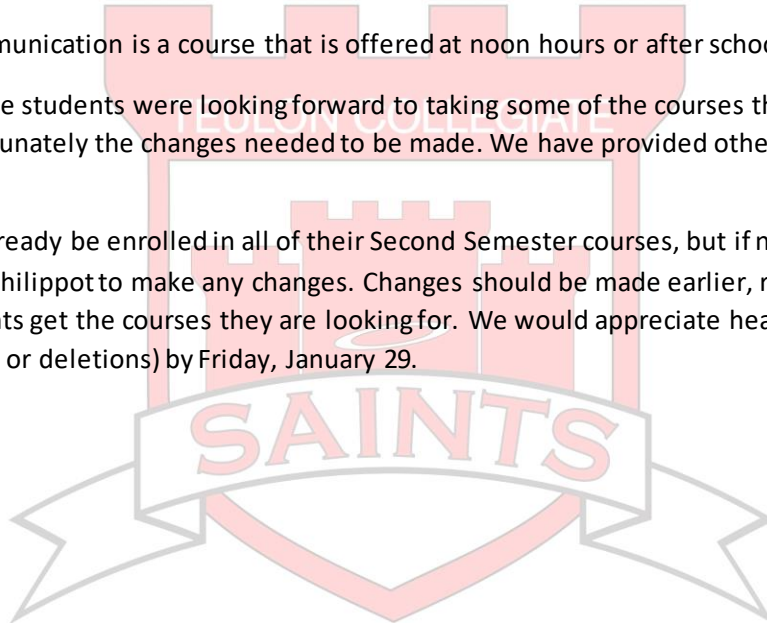 munication is a course that is offered at noon hours or after schoo
e students were looking forward to taking some of the courses th
TEULON COLLEGIATE
unately the changes needed to be made. We have provided othe
ready be enrolled in all of their Second Semester courses, but if n
hilippot to make any changes. Changes should be made earlier, r
ts get the courses they are looking for. We would appreciate hea
or deletions) by Friday, January 29.
SAINTS